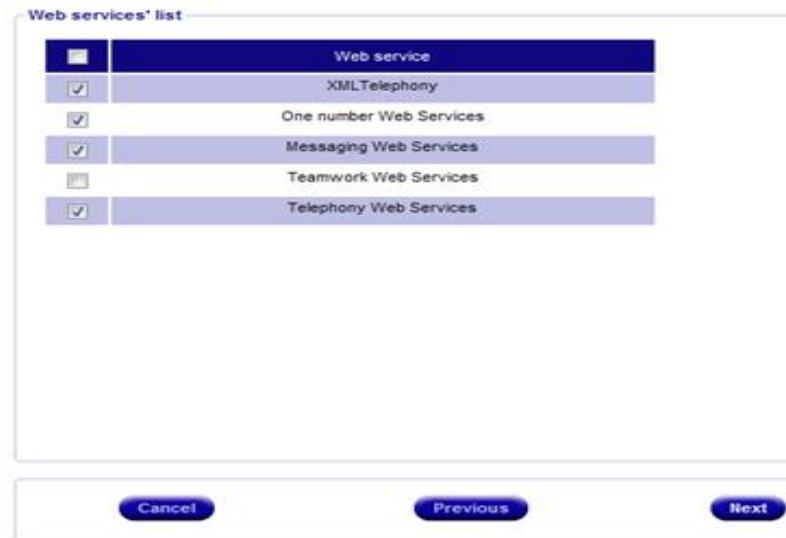 Web services' list
Web service
XMLTelephony
One number Web Services
Messaging Web Services
Teamwork Web Services
Telephony Web Services
Cancel Previous Next